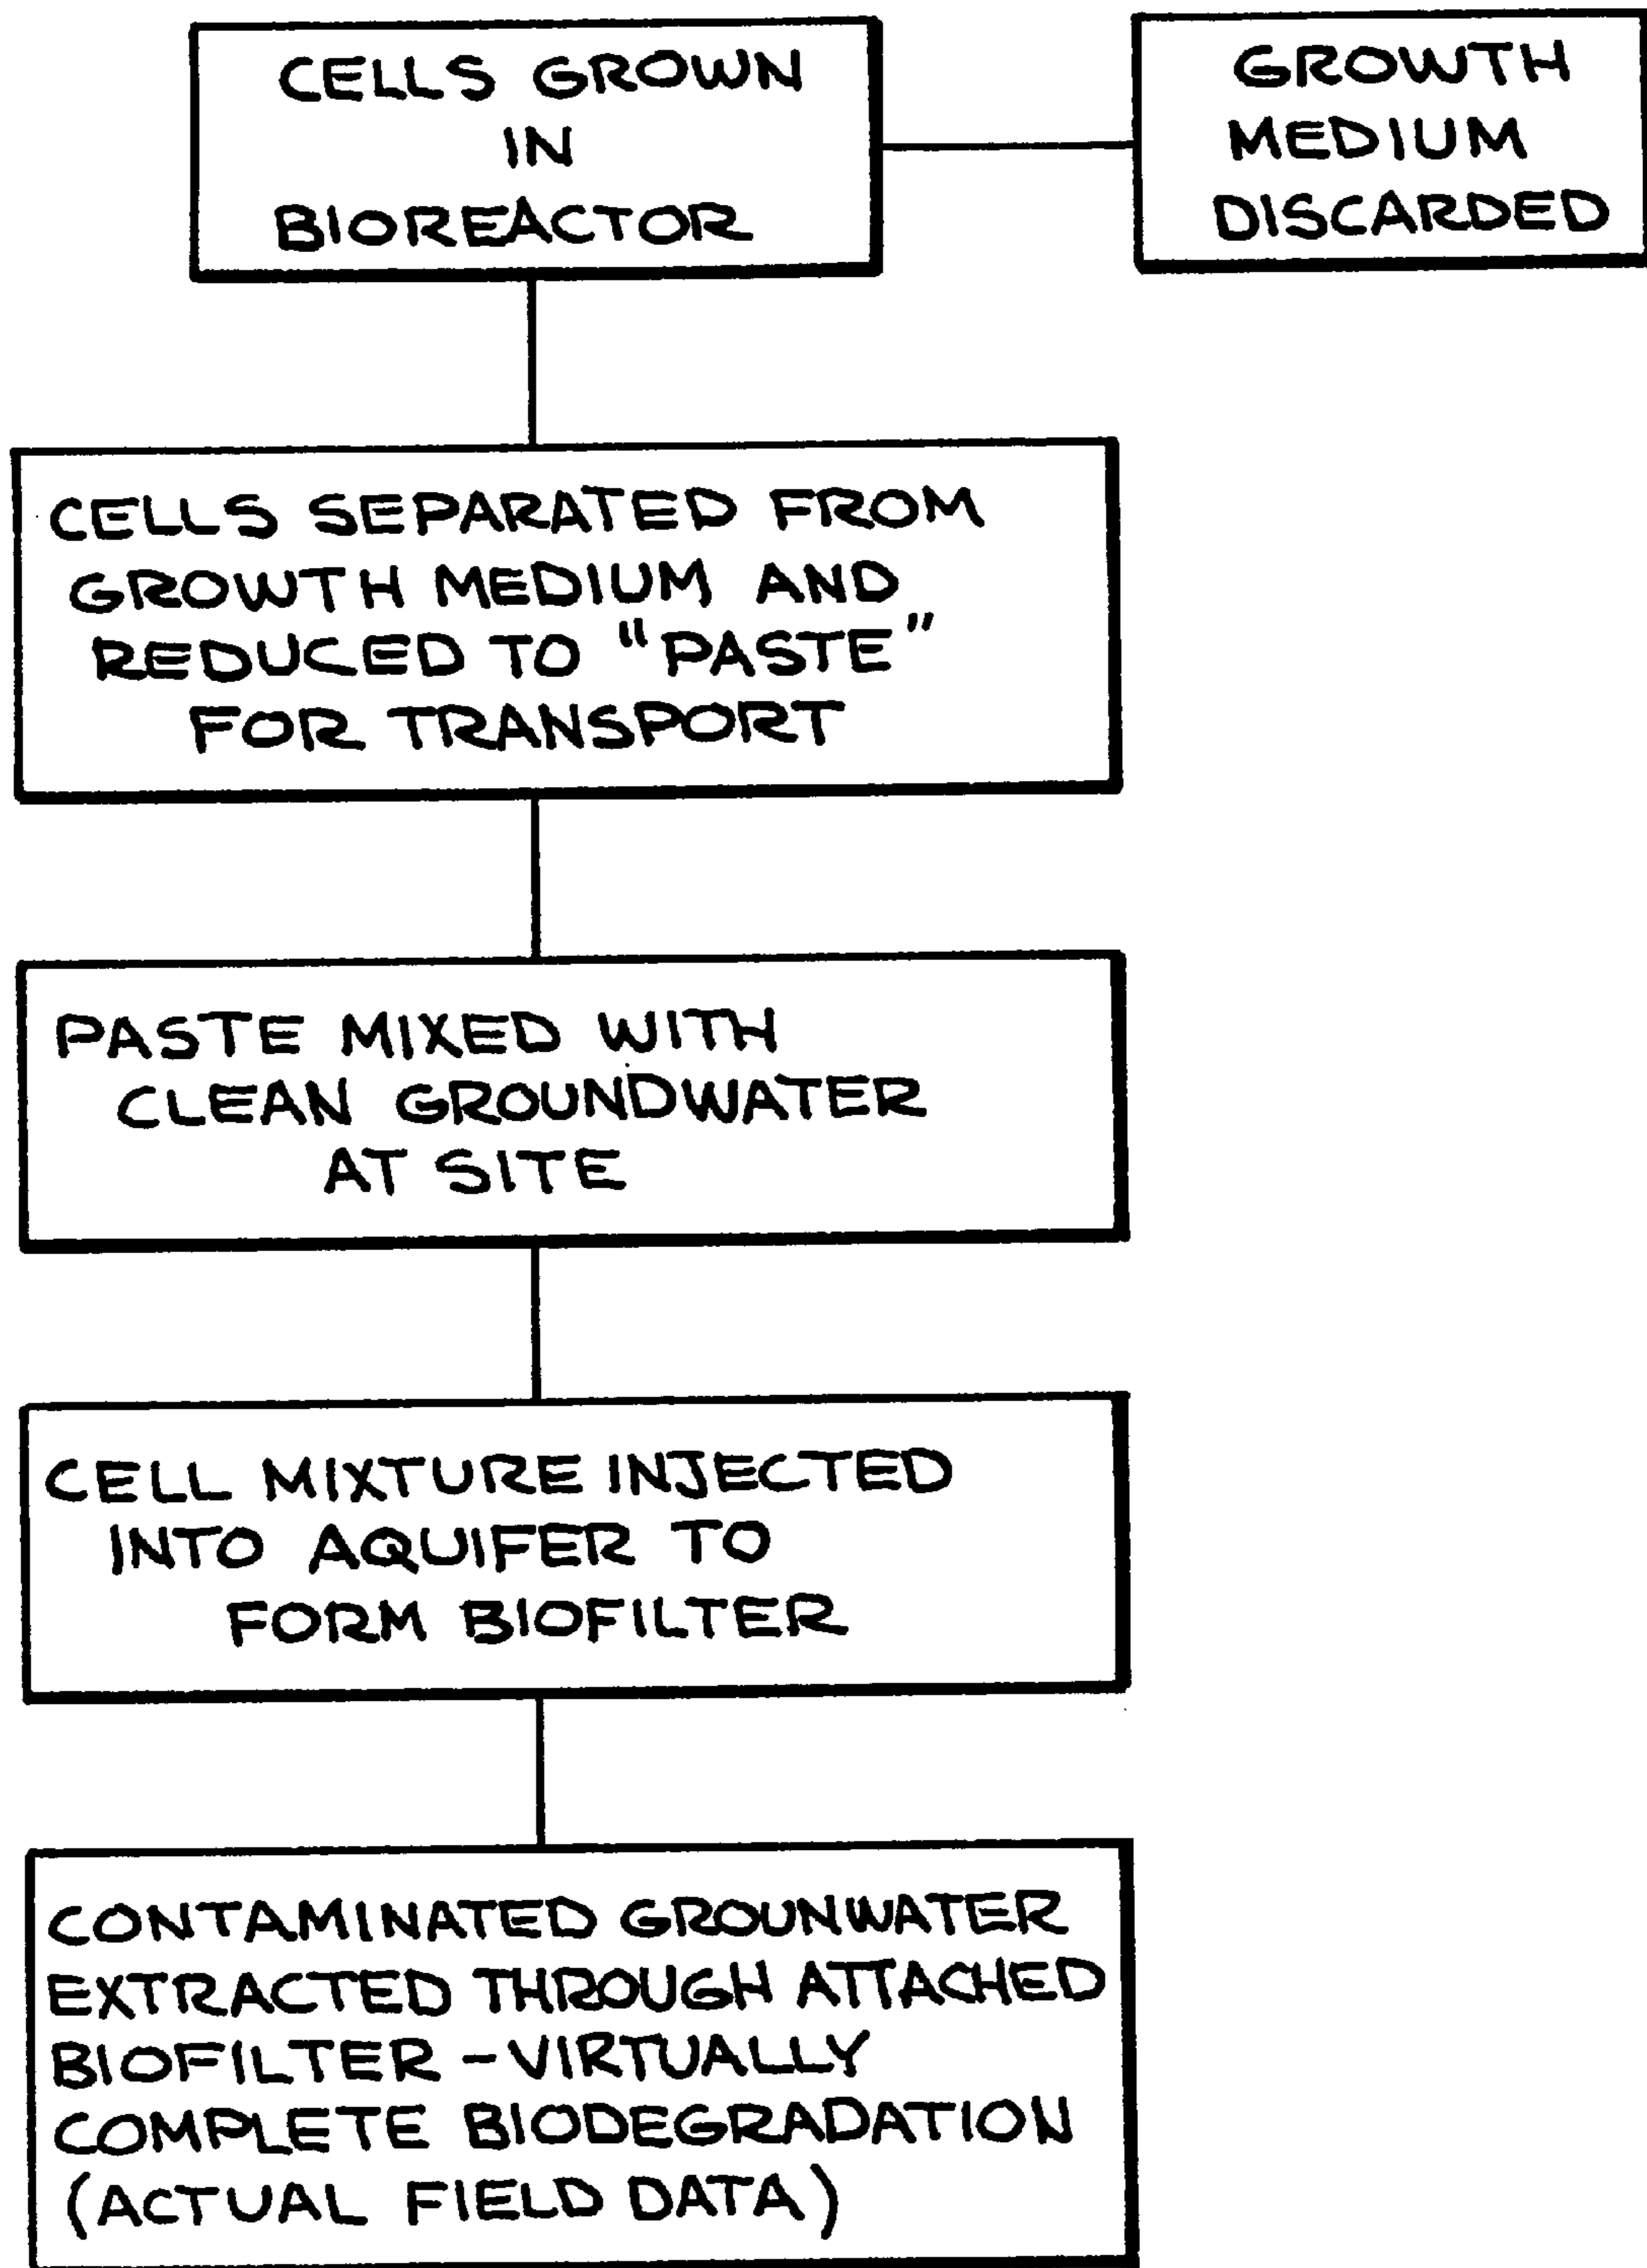 CELLS GROWN
IN
BIOREACTOR
GROWTH
MEDIUM
DISCARDED
CELLS SEPARATED FROM
GROWTH MEDIUM AND
REDUCED TO "PASTE"
FOR TRANSPORT
PASTE MIXED WITH
CLEAN GROUNDWATER
AT SITE
CELL MIXTURE INJECTED
INTO AQUIFER TO
FORM BIOFILTER
CONTAMINATED GROUNWATER
EXTRACTED THROUGH ATTACHED
BIOFILTER - VIRTUALLY
COMPLETE BIODEGRADATION
(ACTUAL FIELD DATA)